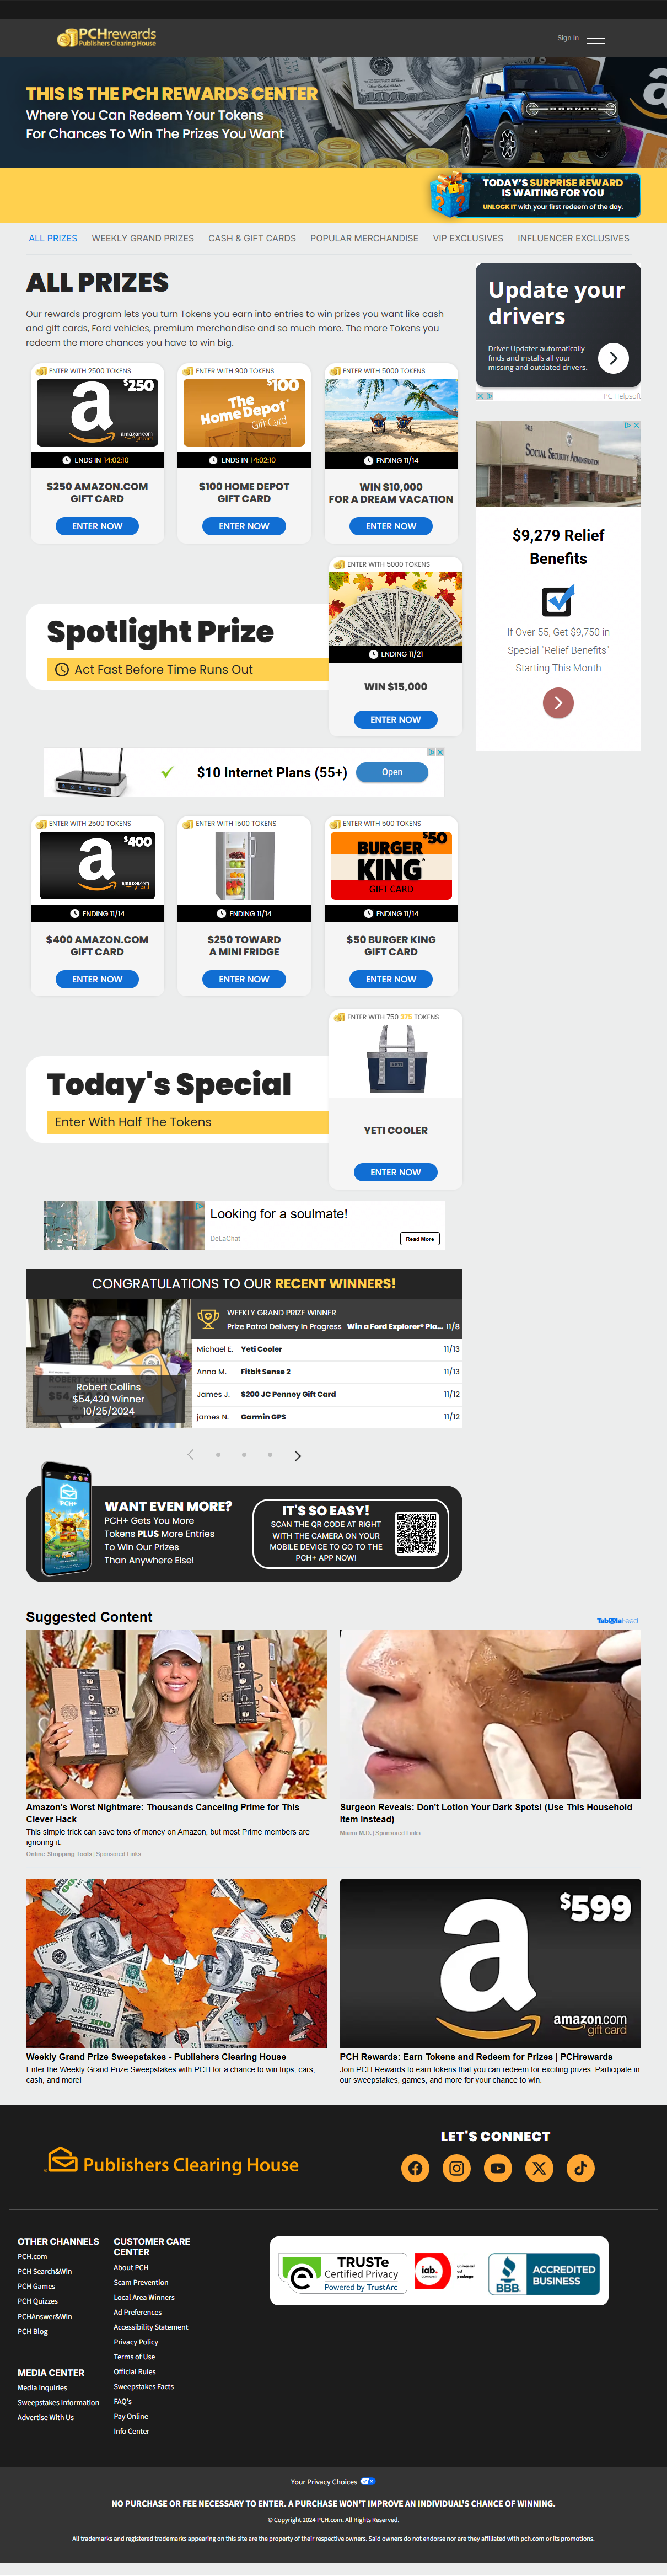 PCHrewards
Publishers Clearing House
Sign In
THIS IS THE PCH REWARDS CENTER
Where You Can Redeem Your Tokens
For Chances To Win The Prizes You Want
TODAY'S SURPRISE REWARD
IS WAITING FOR YOU
UNLOCK IT with your first redeem of the day.
ALL PRIZES
WEEKLY GRAND PRIZES
CASH & GIFT CARDS
POPULAR MERCHANDISE
VIP EXCLUSIVES
INFLUENCER EXCLUSIVES
ALL PRIZES
Our rewards program lets you turn Tokens you earn into entries to win prizes you want like cash
and gift cards, Ford vehicles, premium merchandise and so much more. The more Tokens you
redeem the more chances you have to win big.
Update your
drivers
Driver Updater automatically
finds and installs all your
missing and outdated drivers.
PC Helpsoft
ENTER WITH 2500 TOKENS
$250
a
amazon.com
gift card
ENDS IN 14:02:10
$250 AMAZON.COM
GIFT CARD
ENTER NOW
ENTER WITH 900 TOKENS
$100
The
Home Depot
Gift Card
ENDS IN 14:02:10
$100 HOME DEPOT
GIFT CARD
ENTER NOW
ENTER WITH 5000 TOKENS
ENDING 11/14
WIN $10,000
FOR A DREAM VACATION
ENTER NOW
SOCIAL SECURITY ADMINISTRATION
$9,279 Relief
Benefits
If Over 55, Get $9,750 in
Special "Relief Benefits"
Starting This Month
Spotlight Prize
Act Fast Before Time Runs Out
ENTER WITH 5000 TOKENS
ENDING 11/21
WIN $15,000
ENTER NOW
$10 Internet Plans (55+)
Open
ENTER WITH 2500 TOKENS
$400
a
amazon.com
gift card
ENDING 11/14
$400 AMAZON.COM
GIFT CARD
ENTER NOW
ENTER WITH 1500 TOKENS
ENDING 11/14
$250 TOWARD
A MINI FRIDGE
ENTER NOW
ENTER WITH 500 TOKENS
$50
BURGER
KING
GIFT CARD
ENDING 11/14
$50 BURGER KING
GIFT CARD
ENTER NOW
Today's Special
Enter With Half The Tokens
ENTER WITH 750 375 TOKENS
YETI COOLER
ENTER NOW
Looking for a soulmate!
DeLaChat
Read More
CONGRATULATIONS TO OUR RECENT WINNERS!
Robert Collins
$54,420 Winner
10/25/2024
WEEKLY GRAND PRIZE WINNER
Prize Patrol Delivery In Progress Win a Ford Explorer® Pla... 11/8
Michael E. Yeti Cooler 11/13
Anna M. Fitbit Sense 2 11/13
James J. $200 JC Penney Gift Card 11/12
james N. Garmin GPS 11/12
PCH+
WANT EVEN MORE?
PCH+ Gets You More
Tokens PLUS More Entries
To Win Our Prizes
Than Anywhere Else!
IT'S SO EASY!
SCAN THE QR CODE AT RIGHT
WITH THE CAMERA ON YOUR
MOBILE DEVICE TO GO TO THE
PCH+ APP NOW!
Suggested Content
Taboola Feed
Amazon's Worst Nightmare: Thousands Canceling Prime for This
Clever Hack
This simple trick can save tons of money on Amazon, but most Prime members are
ignoring it.
Online Shopping Tools | Sponsored Links
Surgeon Reveals: Don't Lotion Your Dark Spots! (Use This Household
Item Instead)
Miami M.D. | Sponsored Links
Weekly Grand Prize Sweepstakes - Publishers Clearing House
Enter the Weekly Grand Prize Sweepstakes with PCH for a chance to win trips, cars,
cash, and more!
$599
a
amazon.com
gift card
PCH Rewards: Earn Tokens and Redeem for Prizes | PCHrewards
Join PCH Rewards to earn tokens that you can redeem for exciting prizes. Participate in
our sweepstakes, games, and more for your chance to win.
Publishers Clearing House
LET'S CONNECT
OTHER CHANNELS
PCH.com
PCH Search&Win
PCH Games
PCH Quizzes
PCHAnswer&Win
PCH Blog
MEDIA CENTER
Media Inquiries
Sweepstakes Information
Advertise With Us
CUSTOMER CARE
CENTER
About PCH
Scam Prevention
Local Area Winners
Ad Preferences
Accessibility Statement
Privacy Policy
Terms of Use
Official Rules
Sweepstakes Facts
FAQ's
Pay Online
Info Center
TRUSTe
Certified Privacy
Powered by TrustArc
iab.
universal
ad
package
BBB
ACCREDITED
BUSINESS
Your Privacy Choices
NO PURCHASE OR FEE NECESSARY TO ENTER. A PURCHASE WON'T IMPROVE AN INDIVIDUAL'S CHANCE OF WINNING.
© Copyright 2024 PCH.com. All Rights Reserved.
All trademarks and registered trademarks appearing on this site are the property of their respective owners. Said owners do not endorse nor are they affiliated with pch.com or its promotions.